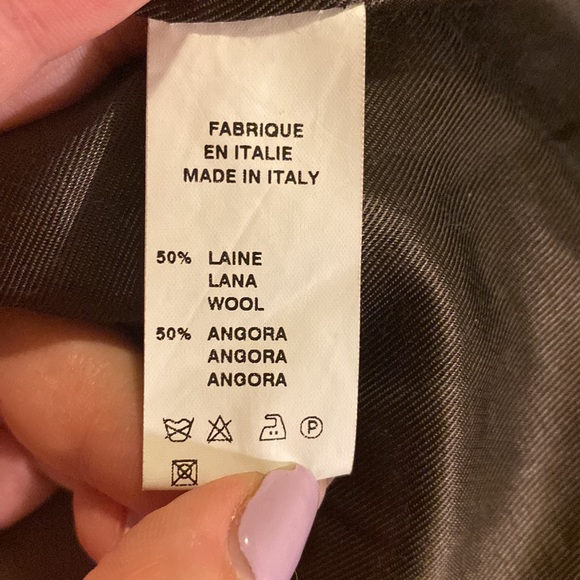 FABRIQUE
EN ITALIE
MADE IN ITALY
50% LAINE
LANA
WOOL
50% ANGORA
ANGORA
ANGORA
P